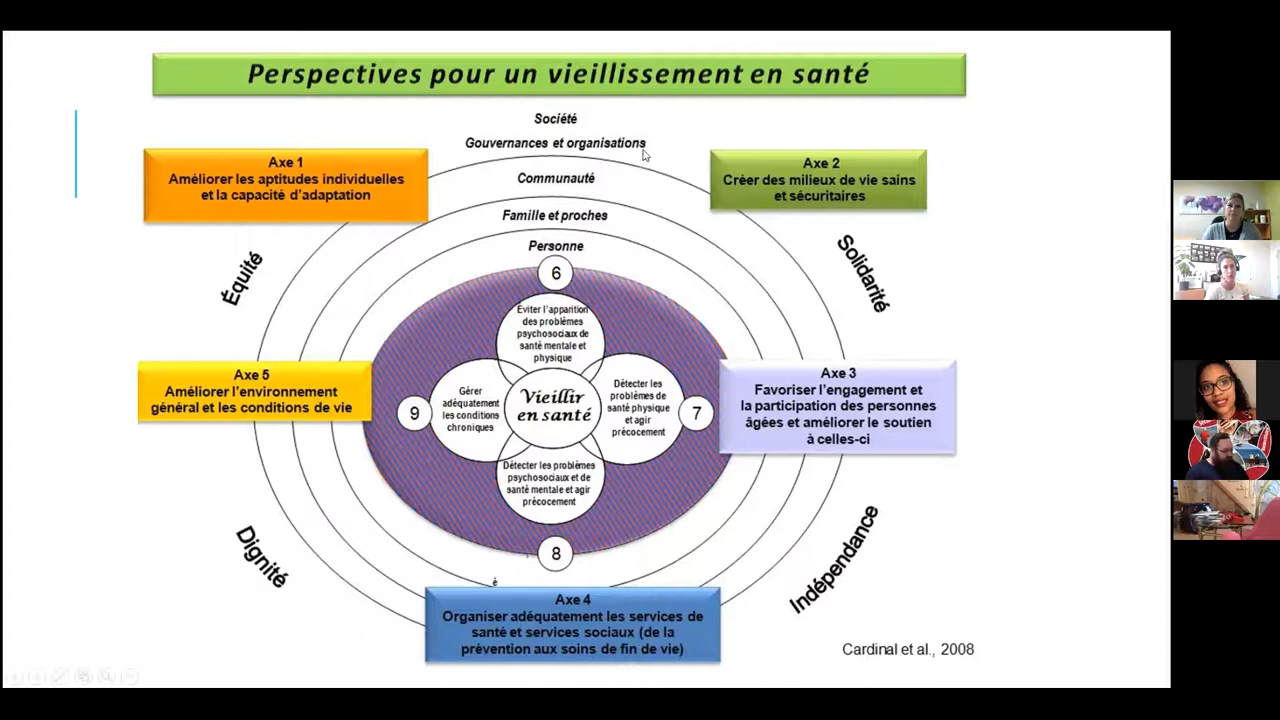 Perspectives pour un vieillissement en santé
Société
Gouvernances et organisations
Axe 1
Améliorer les aptitudes individuelles
et la capacité d'adaptation
Axe 2
Créer des milieux de vie sains
et sécuritaires
Communauté
Famille et proches
Personne
Équité
Solidarité
6
Éviter l'apparition
des problèmes
psychosociaux de
santé mentale et
physique
Axe 5
Améliorer l'environnement
général et les conditions de vie
9
Gérer
adéquatement
les conditions
chroniques
Vieillir
en santé
Détecter les
problèmes de
santé physique
et agir
précocement
7
Axe 3
Favoriser l'engagement et
la participation des personnes
âgées et améliorer le soutien
à celles-ci
Détecter les problèmes
psychosociaux et de
santé mentale et agir
précocement
8
Dignité
Indépendance
é
Axe 4
Organiser adéquatement les services de
santé et services sociaux (de la
prévention aux soins de fin de vie)
Cardinal et al., 2008